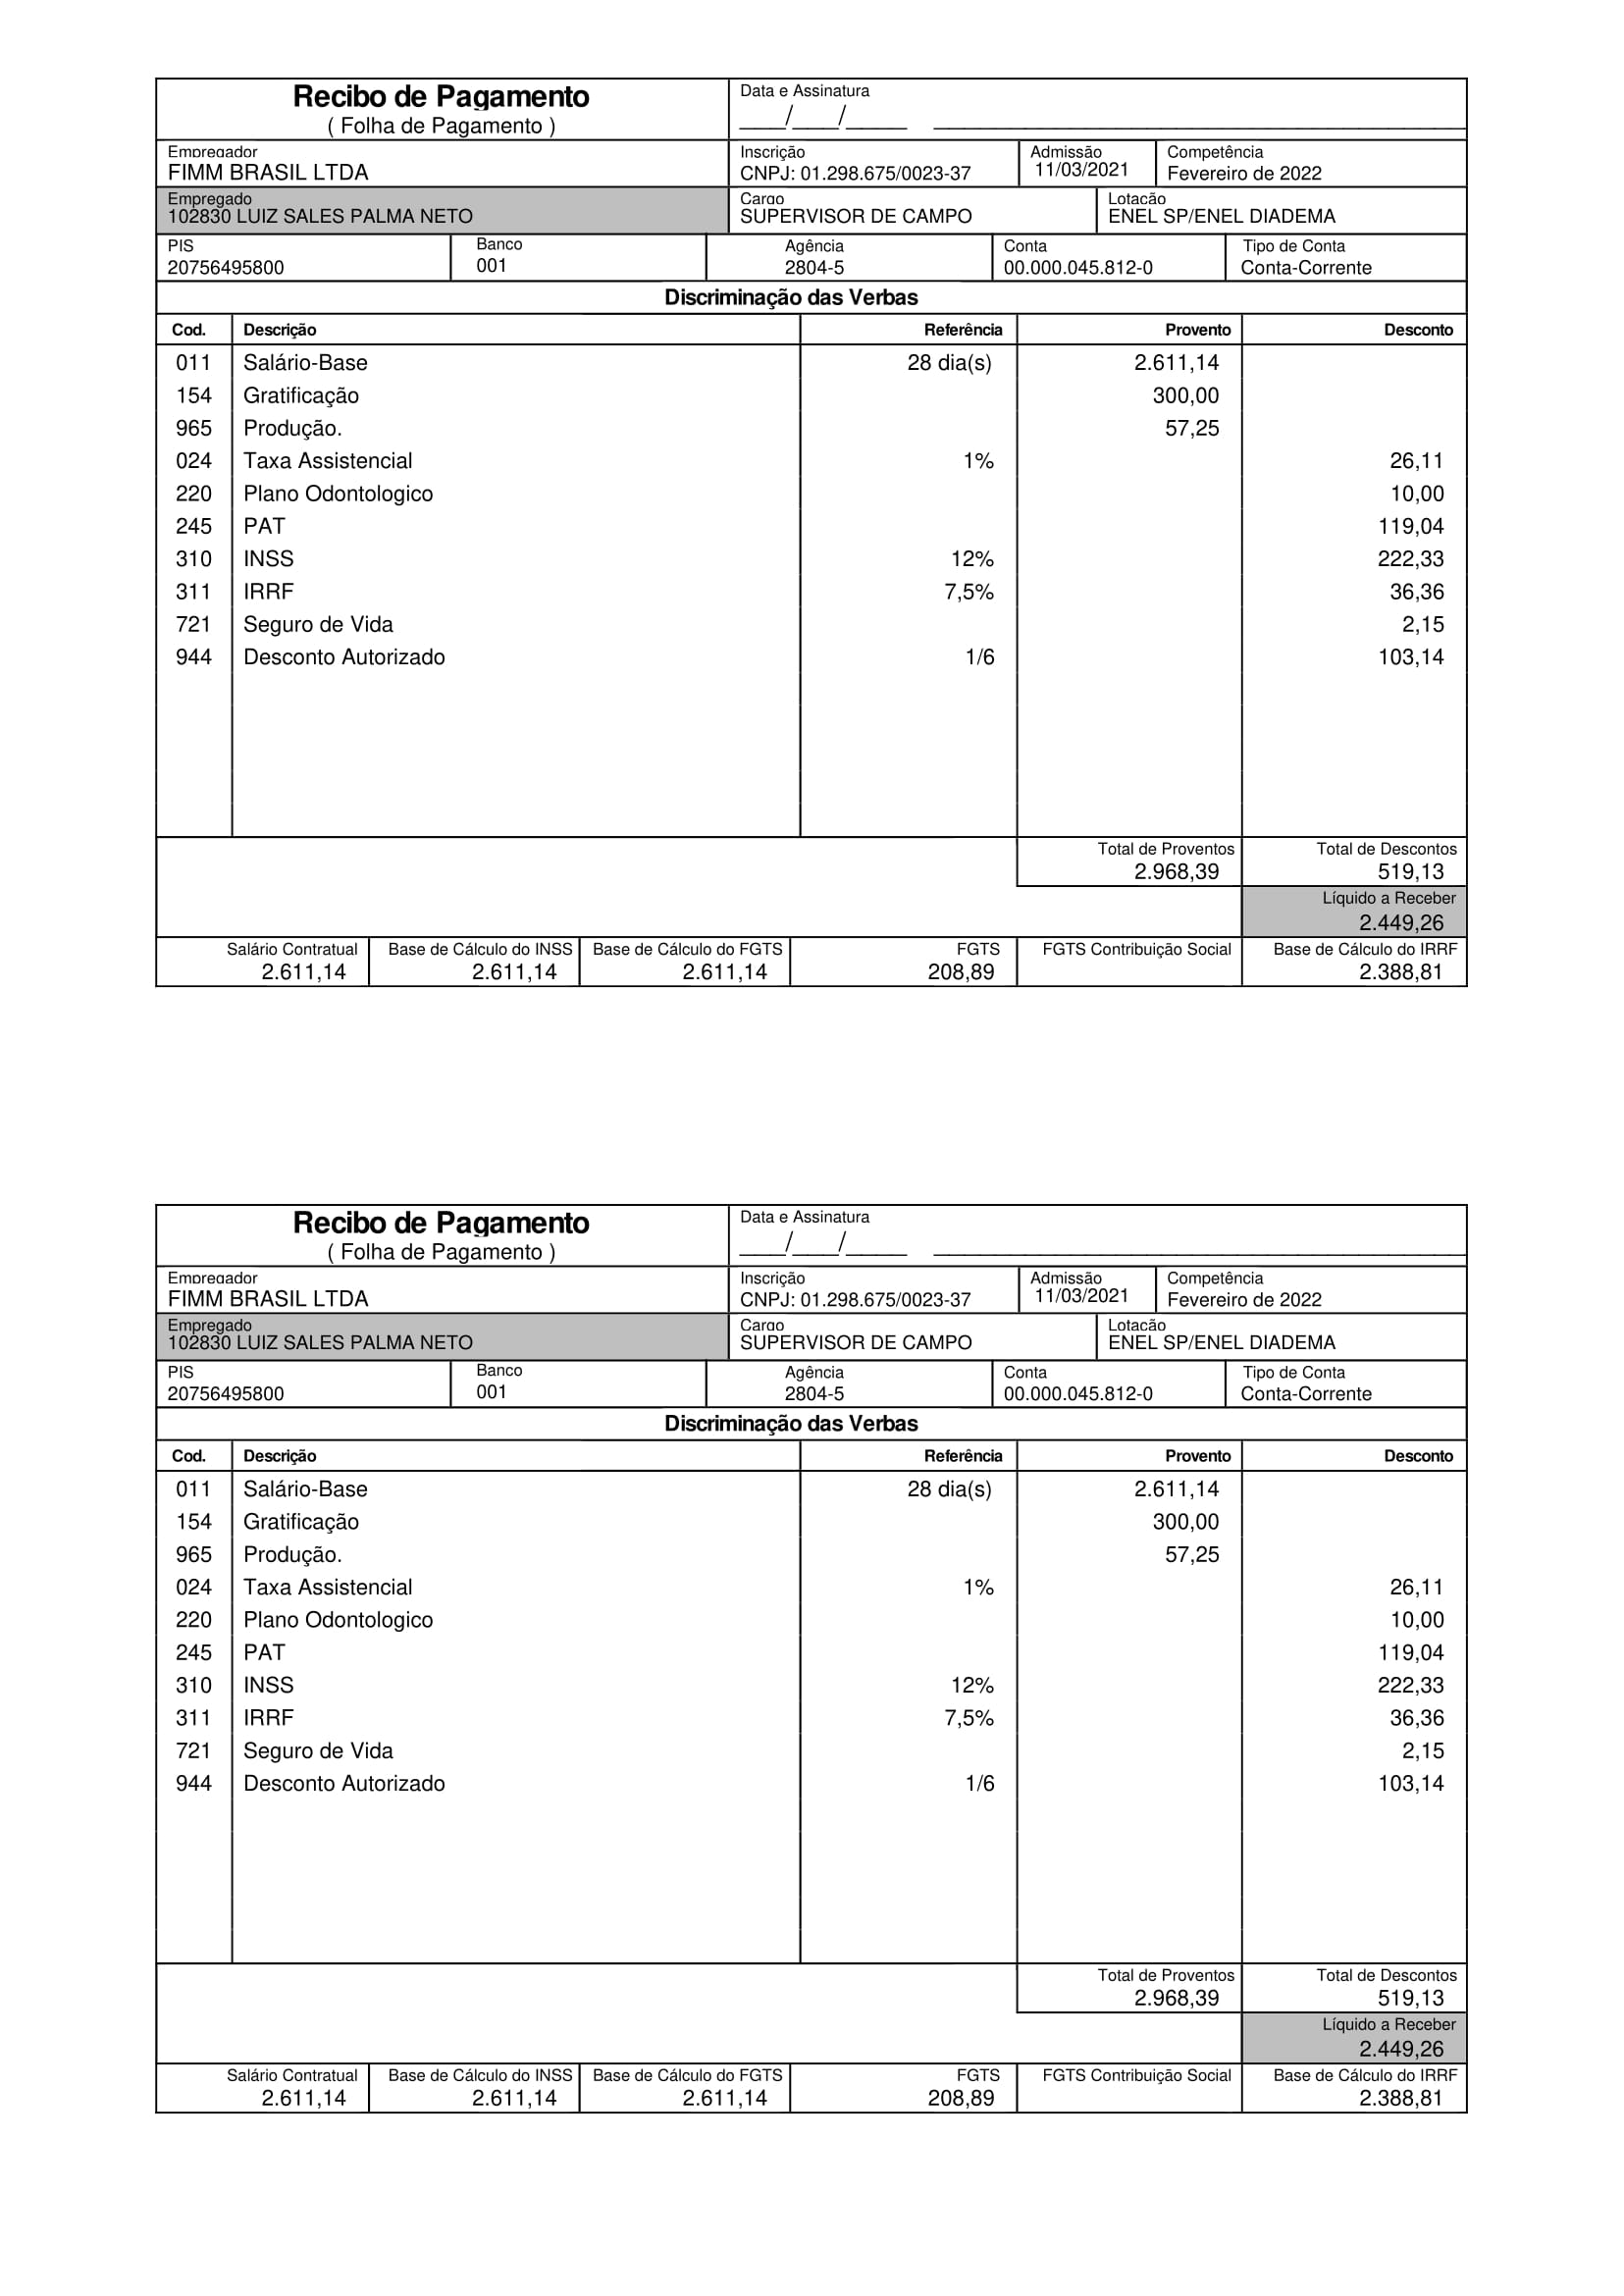 Recibo de Pagamento
( Folha de Pagamento )
Data e Assinatura
___/___/____ ______________________________
Empregador
FIMM BRASIL LTDA
Inscrição
CNPJ: 01.298.675/0023-37
Admissão
11/03/2021
Competência
Fevereiro de 2022
Empregado
102830 LUIZ SALES PALMA NETO
Cargo
SUPERVISOR DE CAMPO
Lotação
ENEL SP/ENEL DIADEMA
PIS
20756495800
Banco
001
Agência
2804-5
Conta
00.000.045.812-0
Tipo de Conta
Conta-Corrente
Discriminação das Verbas
Cod. Descrição Referência Provento Desconto
011 Salário-Base 28 dia(s) 2.611,14
154 Gratificação 300,00
965 Produção. 57,25
024 Taxa Assistencial 1% 26,11
220 Plano Odontologico 10,00
245 PAT 119,04
310 INSS 12% 222,33
311 IRRF 7,5% 36,36
721 Seguro de Vida 2,15
944 Desconto Autorizado 1/6 103,14
Total de Proventos
2.968,39
Total de Descontos
519,13
Líquido a Receber
2.449,26
Salário Contratual
2.611,14
Base de Cálculo do INSS
2.611,14
Base de Cálculo do FGTS
2.611,14
FGTS
208,89
FGTS Contribuição Social
Base de Cálculo do IRRF
2.388,81
Recibo de Pagamento
( Folha de Pagamento )
Data e Assinatura
___/___/____ ______________________________
Empregador
FIMM BRASIL LTDA
Inscrição
CNPJ: 01.298.675/0023-37
Admissão
11/03/2021
Competência
Fevereiro de 2022
Empregado
102830 LUIZ SALES PALMA NETO
Cargo
SUPERVISOR DE CAMPO
Lotação
ENEL SP/ENEL DIADEMA
PIS
20756495800
Banco
001
Agência
2804-5
Conta
00.000.045.812-0
Tipo de Conta
Conta-Corrente
Discriminação das Verbas
Cod. Descrição Referência Provento Desconto
011 Salário-Base 28 dia(s) 2.611,14
154 Gratificação 300,00
965 Produção. 57,25
024 Taxa Assistencial 1% 26,11
220 Plano Odontologico 10,00
245 PAT 119,04
310 INSS 12% 222,33
311 IRRF 7,5% 36,36
721 Seguro de Vida 2,15
944 Desconto Autorizado 1/6 103,14
Total de Proventos
2.968,39
Total de Descontos
519,13
Líquido a Receber
2.449,26
Salário Contratual
2.611,14
Base de Cálculo do INSS
2.611,14
Base de Cálculo do FGTS
2.611,14
FGTS
208,89
FGTS Contribuição Social
Base de Cálculo do IRRF
2.388,81